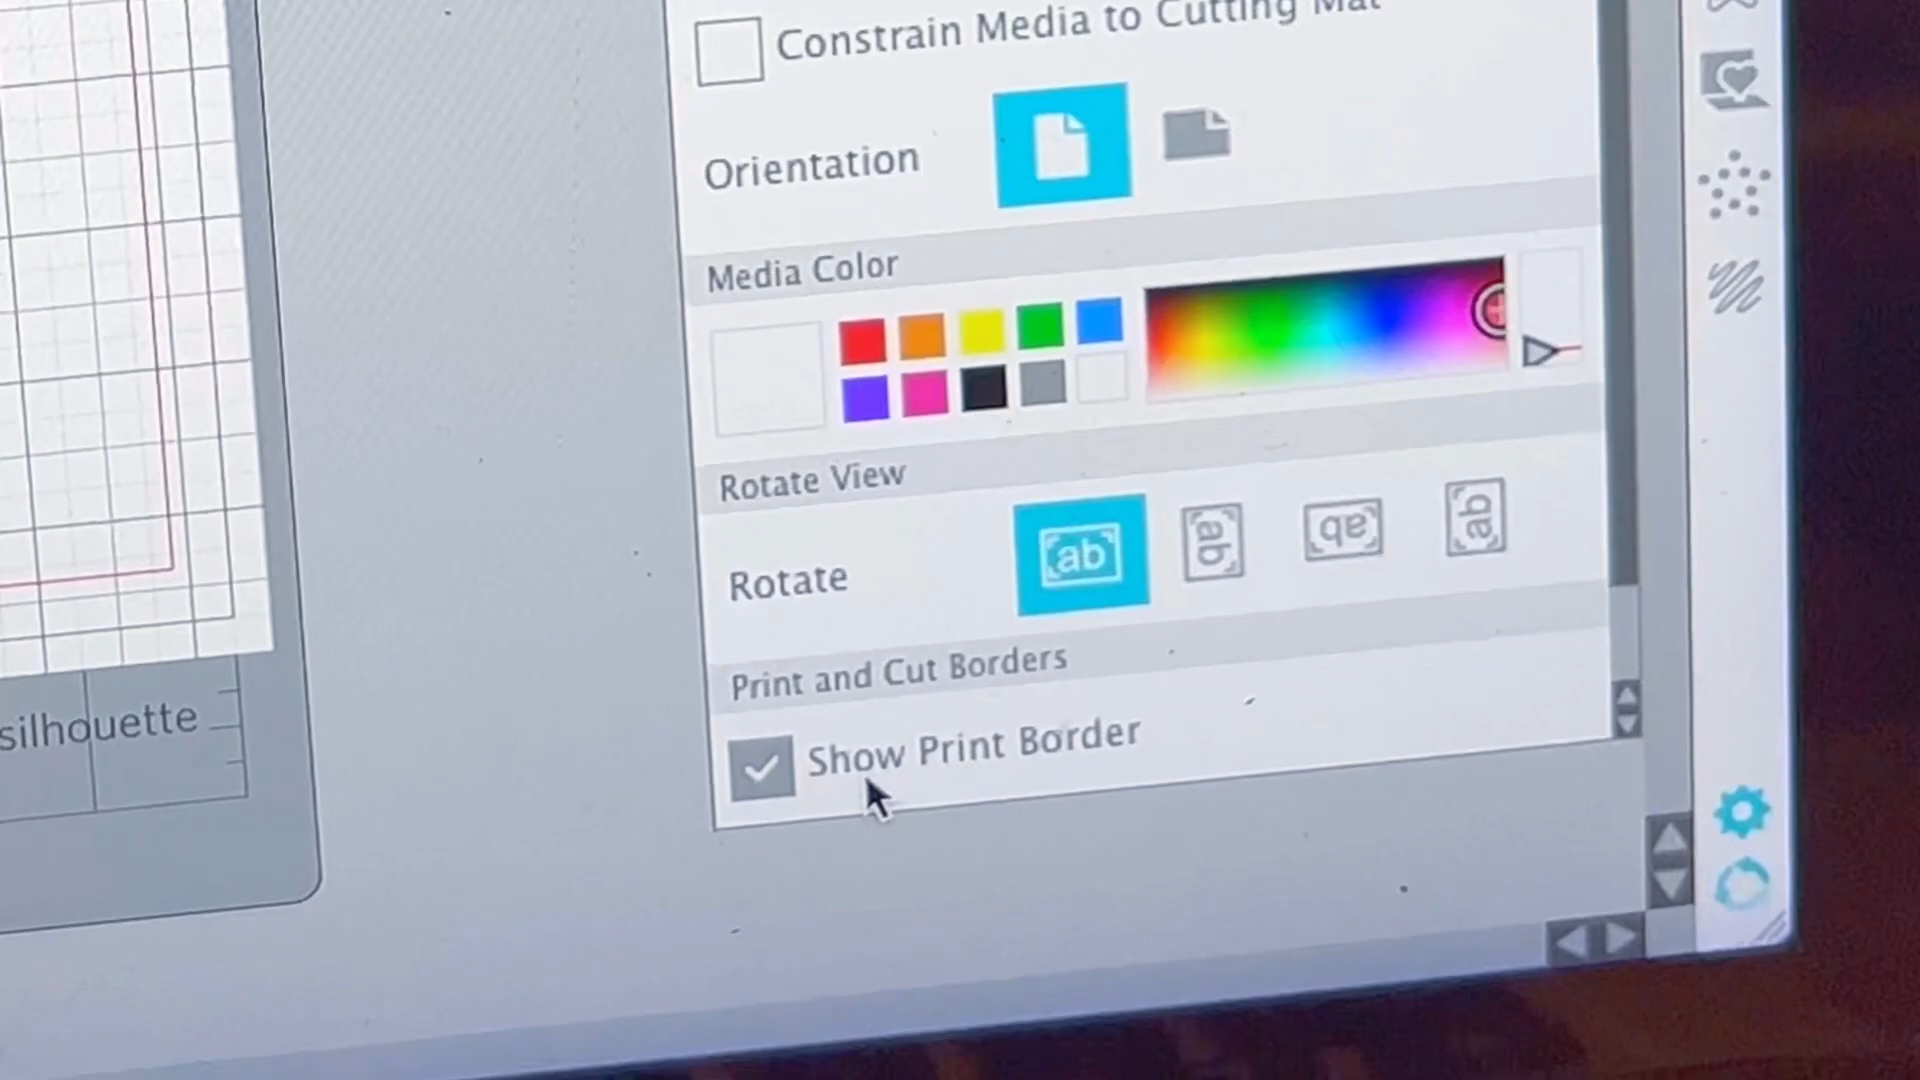 Constrain Media to Cutting Mat
Orientation
Media Color
Rotate View
Rotate
ab
ab
ab
ab
Print and Cut Borders
silhouette
Show Print Border